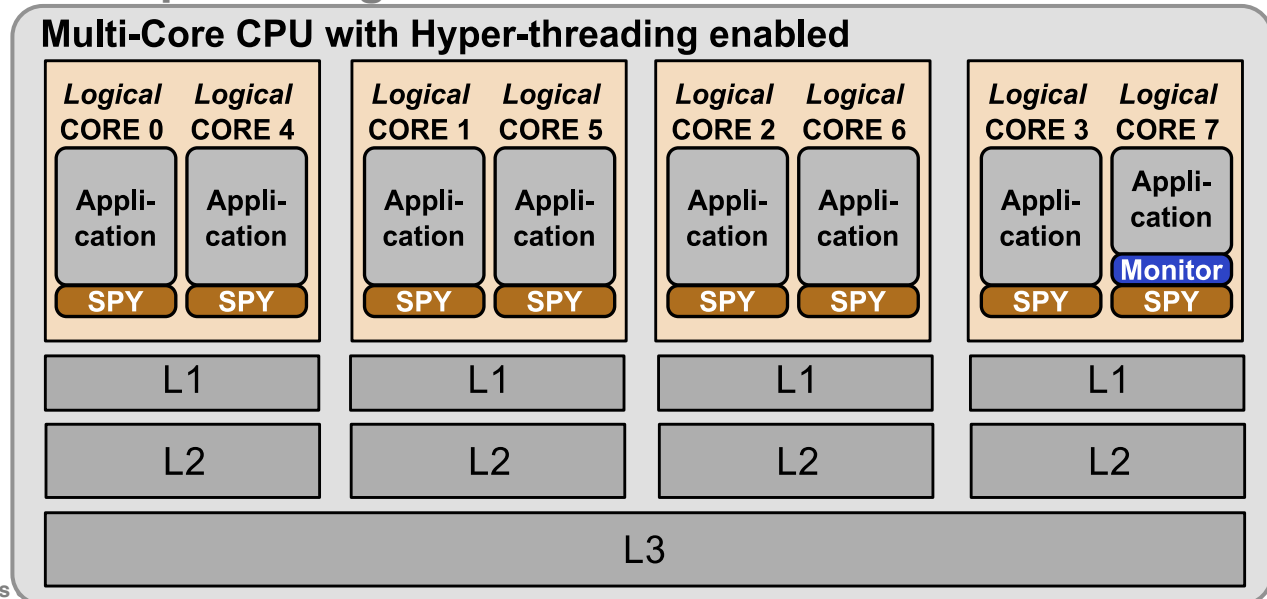 Multi-Core CPU with Hyper-threading enabled
Logical Logical Logical Logical Logical Logical Logical Logical
CORE 0 CORE 4 CORE 1 CORE 5 CORE 2 CORE 6 CORE 3 CORE 7
Appli-
cation
Appli-
cation
Appli-
cation
Appli-
cation
Appli-
cation
Appli-
cation
Appli-
cation
Appli-
cation
Monitor
SPY SPY SPY SPY SPY SPY SPY SPY
L1 L1 L1 L1
L2 L2 L2 L2
L3